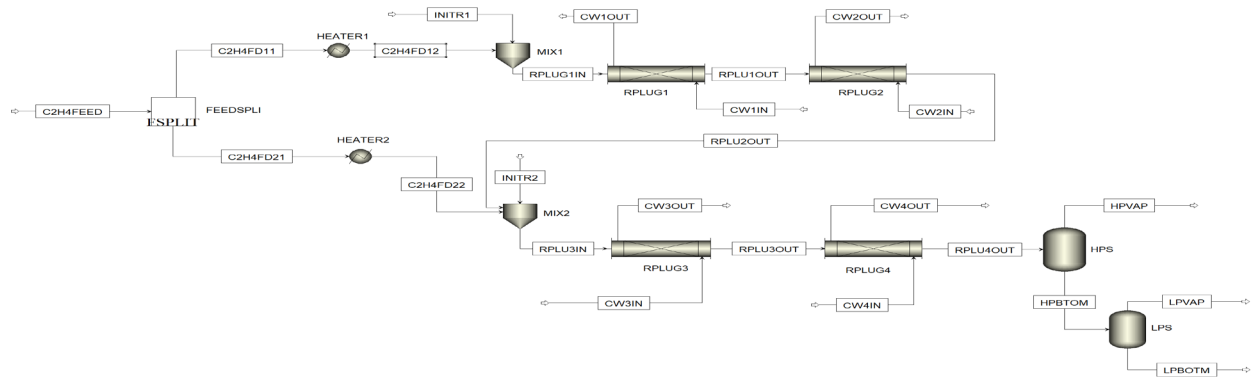 INITR1
CW1OUT
CW2OUT
HEATER1
C2H4FD11
C2H4FD12
MIX1
RPLUG1IN
RPLU1OUT
RPLUG1
RPLUG2
C2H4FEED
FEEDSPLI
ESPLIT
CW1IN
CW2IN
HEATER2
RPLU2OUT
C2H4FD21
INITR2
C2H4FD22
CW3OUT
CW4OUT
HPVAP
MIX2
RPLU3IN
RPLU3OUT
RPLU4OUT
HPS
RPLUG3
RPLUG4
CW3IN
CW4IN
HPBTOM
LPVAP
LPS
LPBOTM